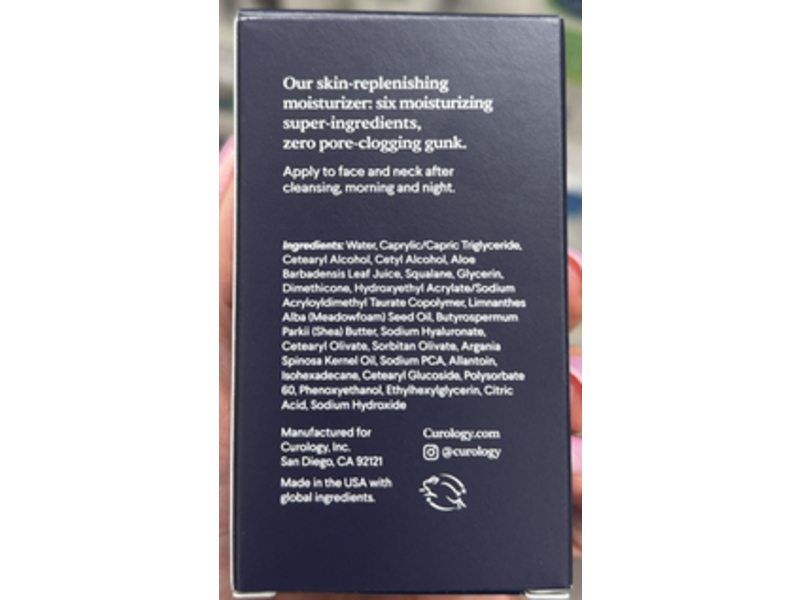 Our skin-replenishing
moisturizer: six moisturizing
super-ingredients,
zero pore-clogging gunk.
Apply to face and neck after
cleansing, morning and night.
Ingredients: Water, Caprylic/Capric Triglyceride,
Cetearyl Alcohol, Cetyl Alcohol, Aloe
Barbadensis Leaf Juice, Squalane, Glycerin,
Dimethicone, Hydroxyethyl Acrylate/Sodium
Acryloyldimethyl Taurate Copolymer, Limnanthes
Alba (Meadowfoam) Seed Oil, Butyrospermum
Parkii (Shea) Butter, Sodium Hyaluronate,
Cetearyl Olivate, Sorbitan Olivate, Argania
Spinosa Kernel Oil, Sodium PCA, Allantoin,
Isohexadecane, Cetearyl Glucoside, Polysorbate
60, Phenoxyethanol, Ethylhexylglycerin, Citric
Acid, Sodium Hydroxide
Manufactured for
Curology, Inc.
San Diego, CA 92121
Made in the USA with
global ingredients.
Curology.com
@curology